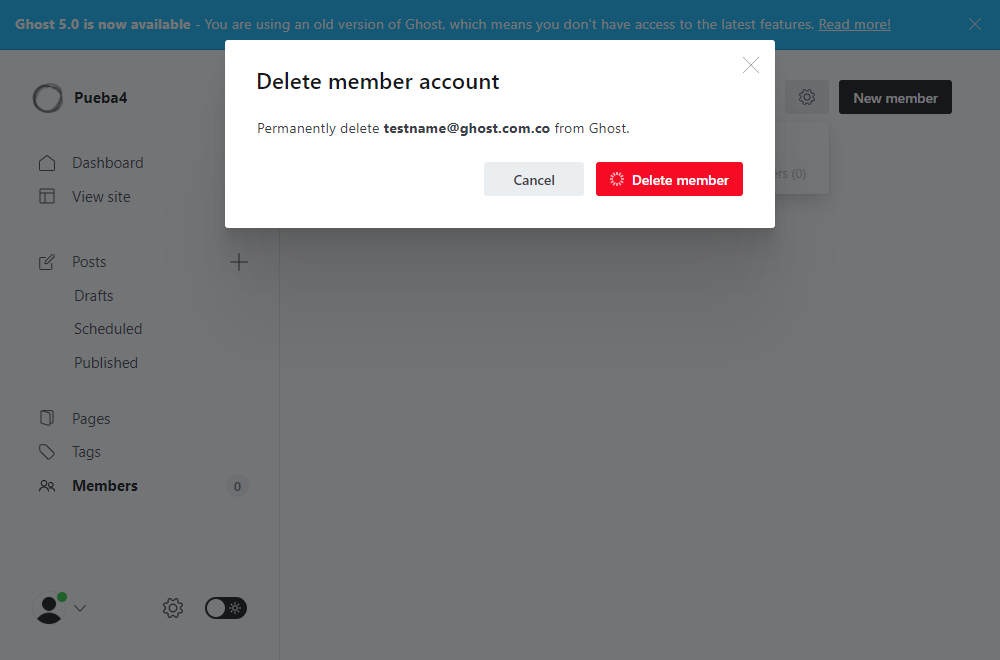 Ghost 5.0 is now available - You are using an old version of Ghost, which means you don't have access to the latest features. Read more!
Delete member account
Permanently delete testname@ghost.com.co from Ghost.
Cancel
Delete member
Pueba4
New member
(0)
Dashboard
View site
Posts
Drafts
Scheduled
Published
Pages
Tags
Members
0